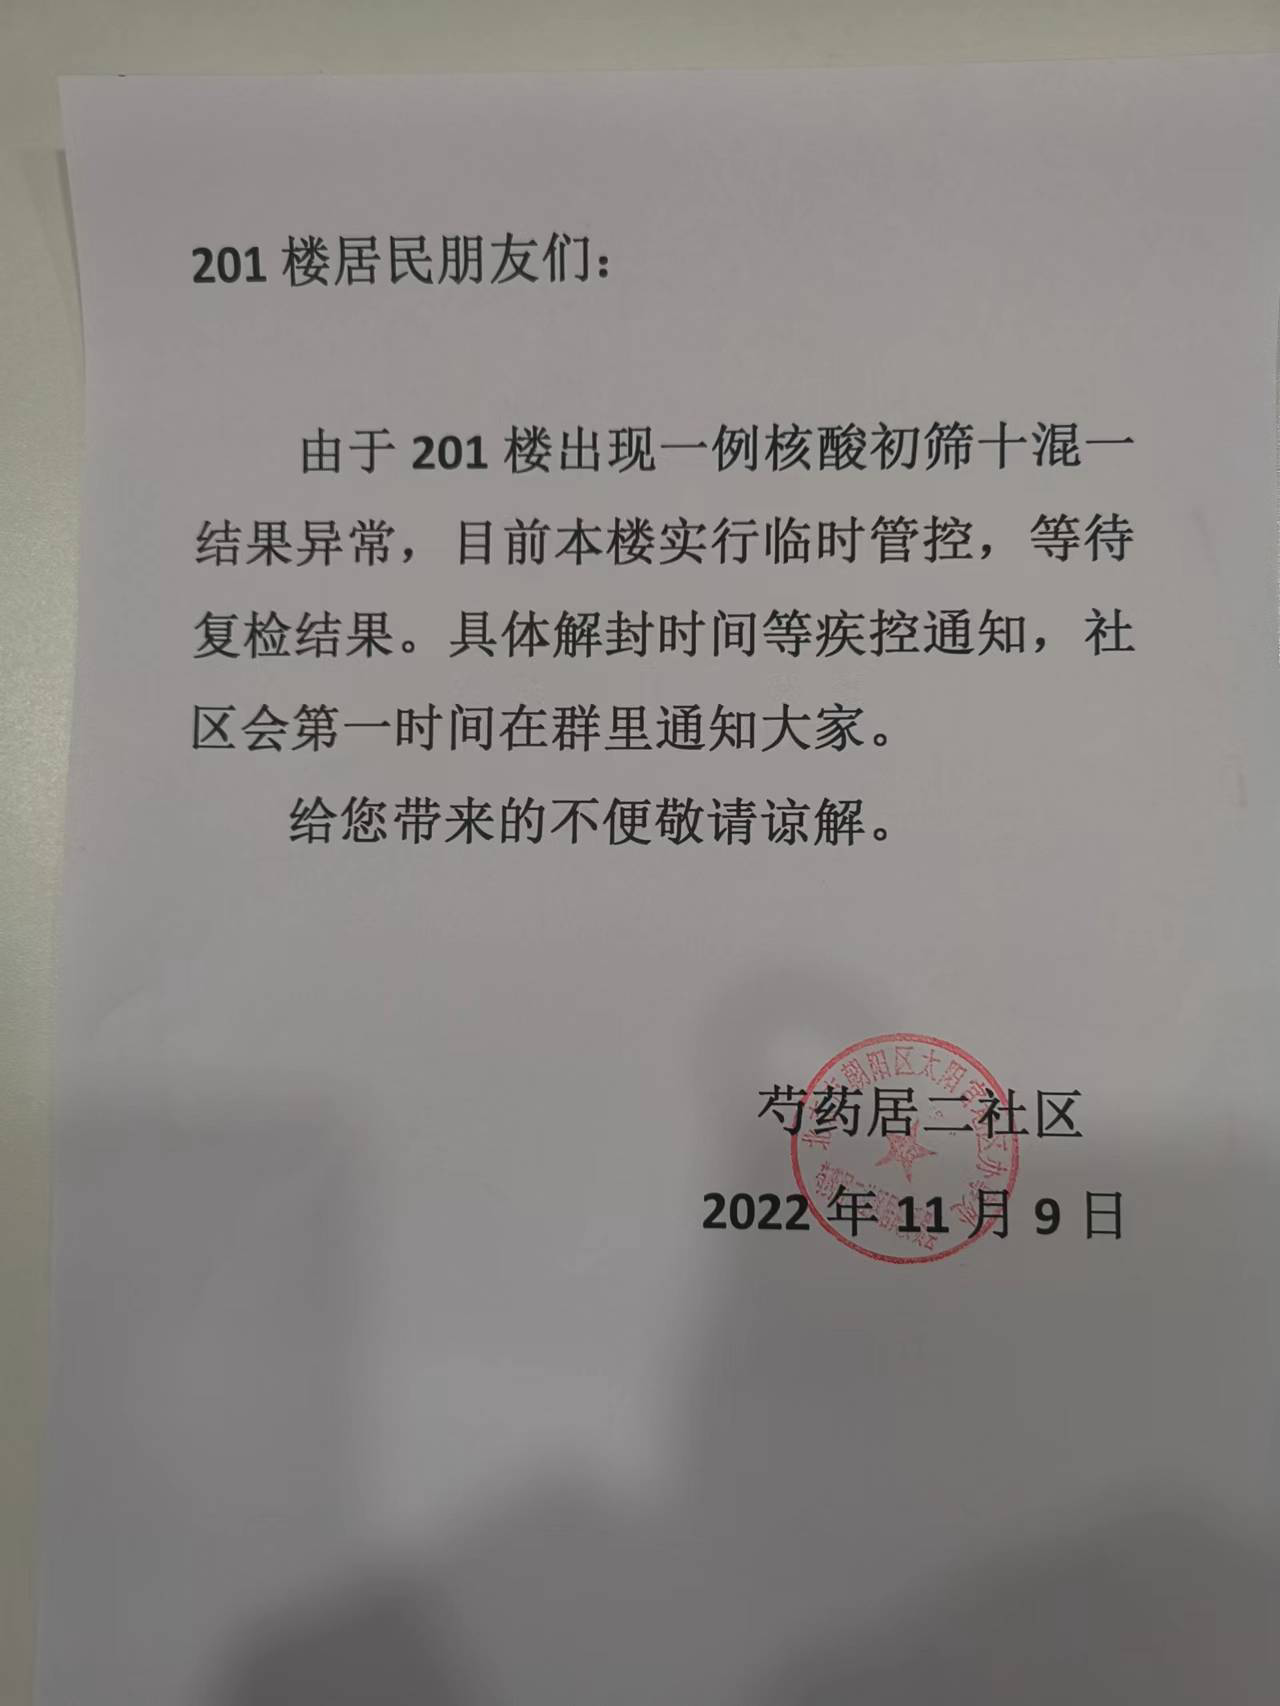 201 楼居民朋友们：
由于 201 楼出现一例核酸初筛十混一
结果异常，目前本楼实行临时管控，等待
复检结果。具体解封时间等疾控通知，社
区会第一时间在群里通知大家。
给您带来的不便敬请谅解。
北京市朝阳区太阳宫地区办事处
芍药居二社区
2022 年 11 月 9 日